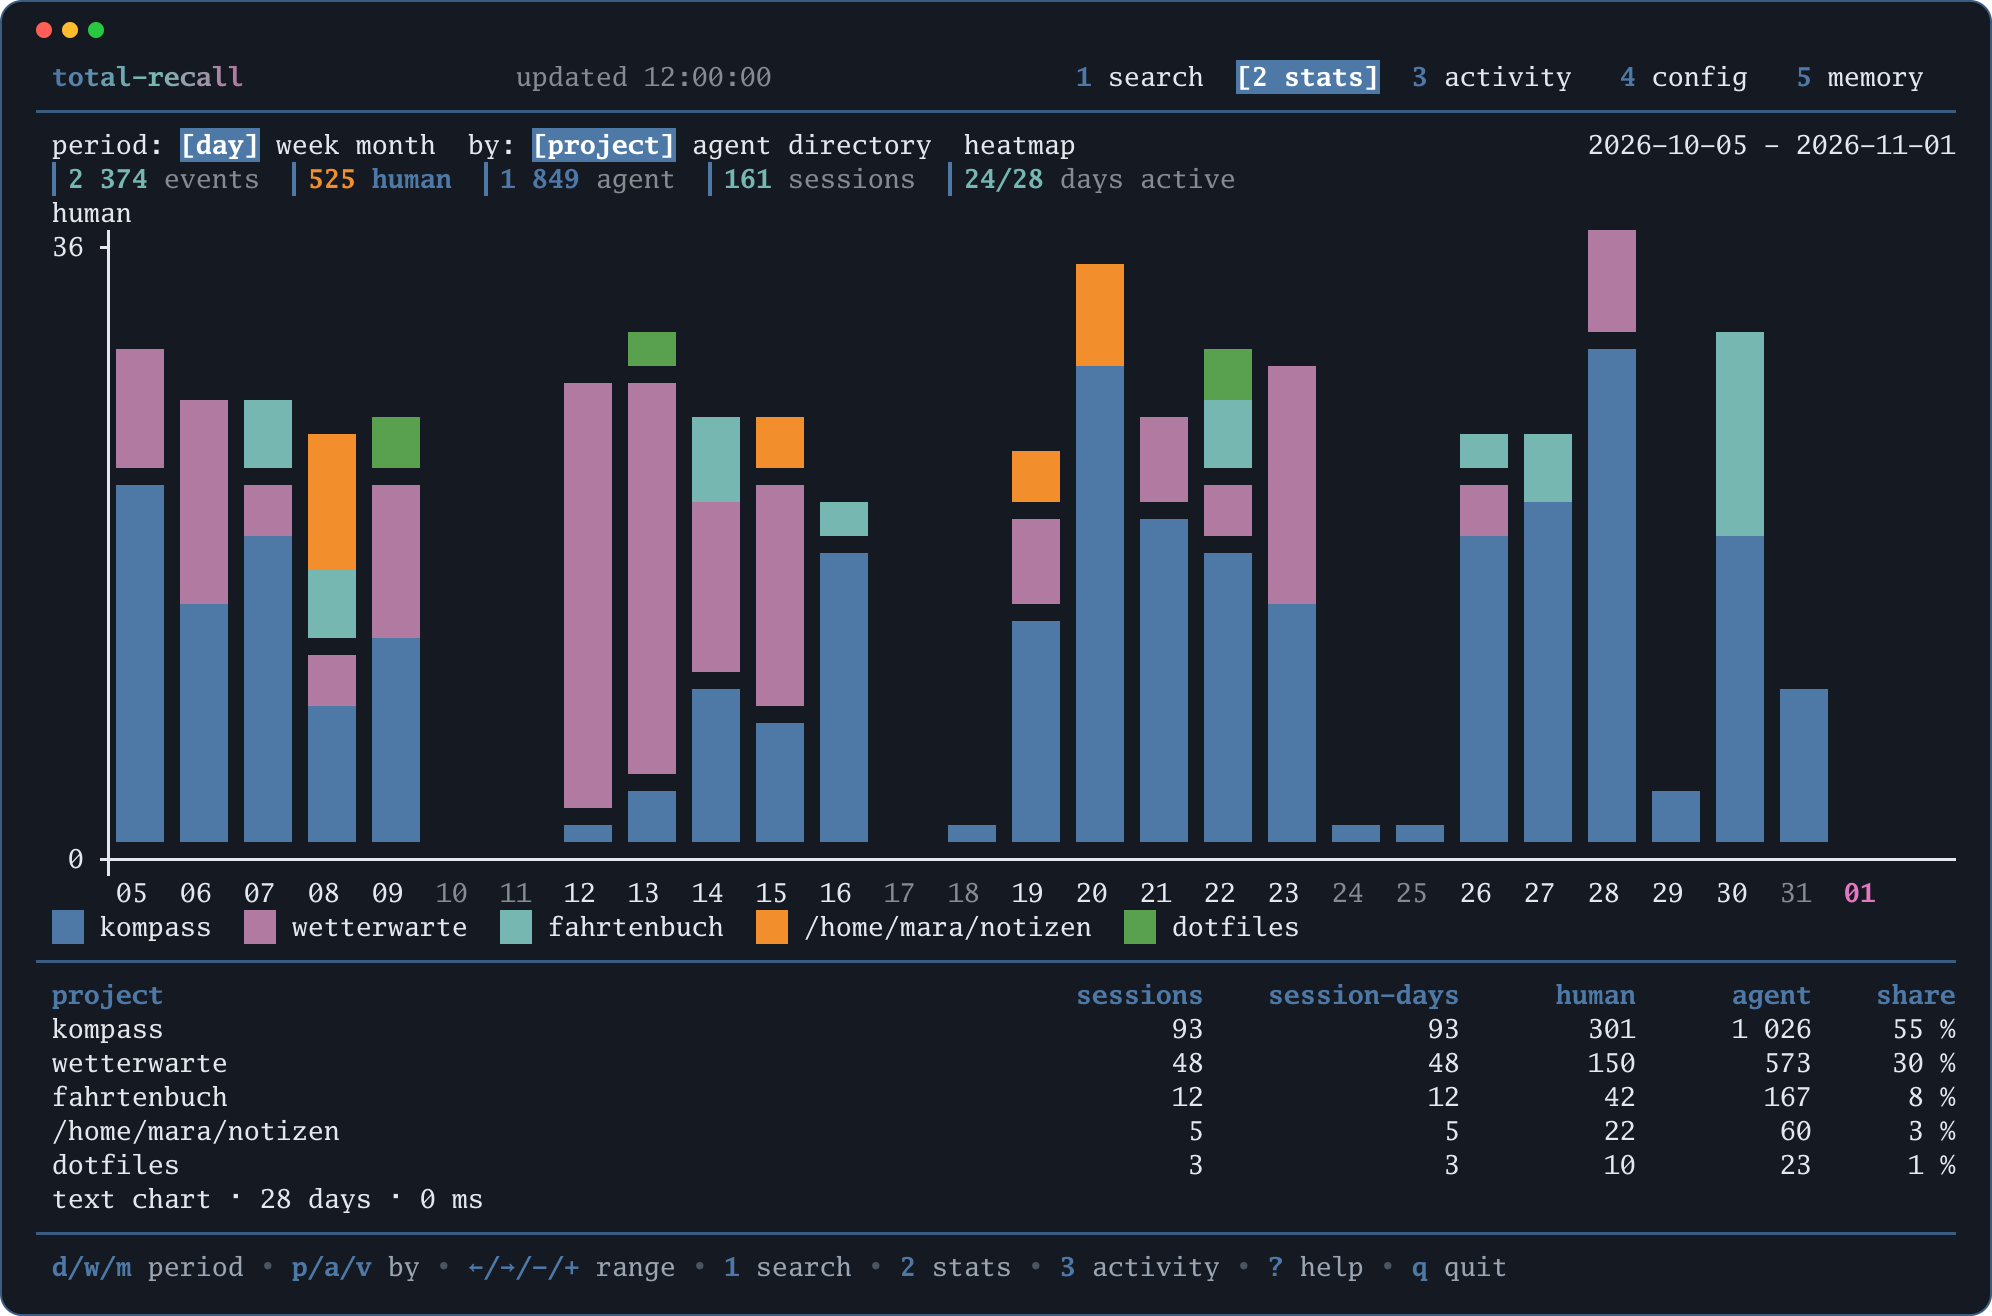 total-recall updated 12:00:00 1 search [2 stats] 3 activity 4 config 5 memory
period: [day] week month by: [project] agent directory heatmap 2026-10-05 – 2026-11-01
2 374 events 525 human 1 849 agent 161 sessions 24/28 days active
human
36
0
05 06 07 08 09 10 11 12 13 14 15 16 17 18 19 20 21 22 23 24 25 26 27 28 29 30 31 01
kompass wetterwarte fahrtenbuch /home/mara/notizen dotfiles
project sessions session-days human agent share
kompass 93 93 301 1 026 55 %
wetterwarte 48 48 150 573 30 %
fahrtenbuch 12 12 42 167 8 %
/home/mara/notizen 5 5 22 60 3 %
dotfiles 3 3 10 23 1 %
text chart · 28 days · 0 ms
d/w/m period • p/a/v by • ←/→/-/+ range • 1 search • 2 stats • 3 activity • ? help • q quit